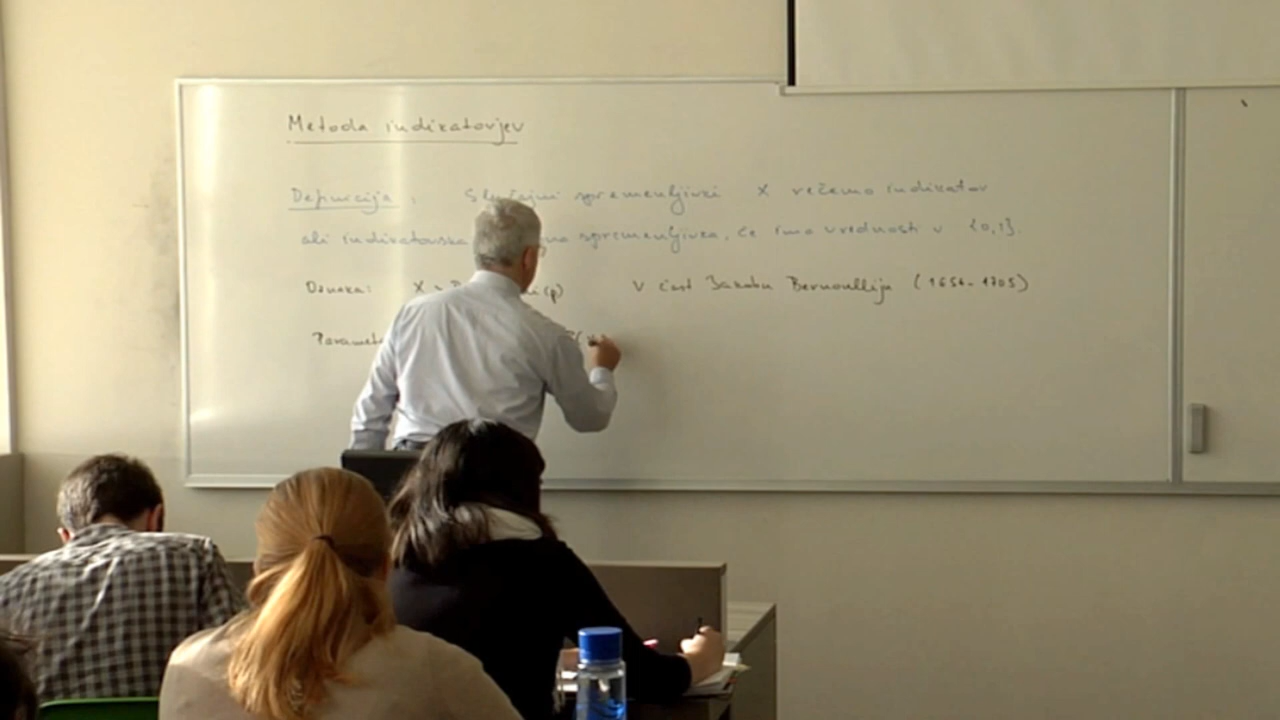 Metoda indikatorjev
Definicija : Slučajni spremenljivki X rečemo indikator
ali indikatorska spremenljivka, če ima vrednosti v {0,1}.
Oznaka: X ~ (p) V čast Jakobu Bernoulliju (1654-1705)